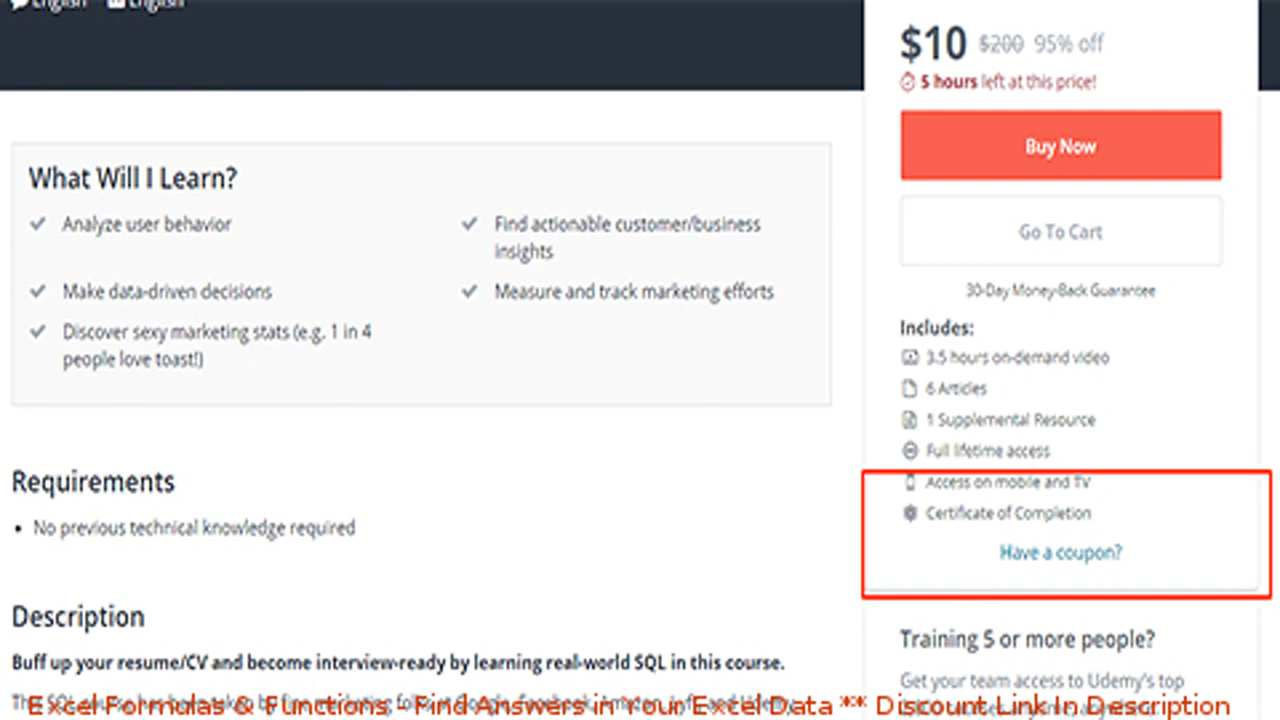 English English
What Will I Learn?
Analyze user behavior
Find actionable customer/business
insights
Make data-driven decisions
Measure and track marketing efforts
Discover sexy marketing stats (e.g. 1 in 4
people love toast!)
Requirements
• No previous technical knowledge required
Description
Buff up your resume/CV and become interview-ready by learning real-world SQL in this course.
$10 $200 95% off
5 hours left at this price!
Buy Now
Go To Cart
30-Day Money-Back Guarantee
Includes:
3.5 hours on-demand video
6 Articles
1 Supplemental Resource
Full lifetime access
Access on mobile and TV
Certificate of Completion
Have a coupon?
Training 5 or more people?
Get your team access to Udemy's top
Excel Formulas & Functions - Find Answers in Your Excel Data ** Discount Link In Description